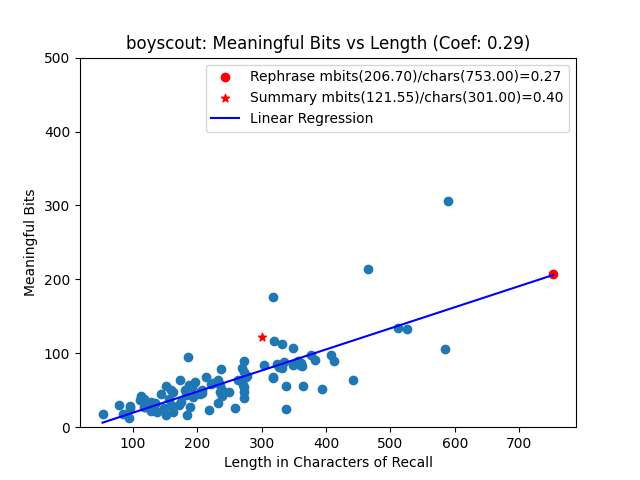 boyscout: Meaningful Bits vs Length (Coef: 0.29)
Rephrase mbits(206.70)/chars(753.00)=0.27
Summary mbits(121.55)/chars(301.00)=0.40
Linear Regression
Meaningful Bits
500
400
300
200
100
0
100 200 300 400 500 600 700
Length in Characters of Recall